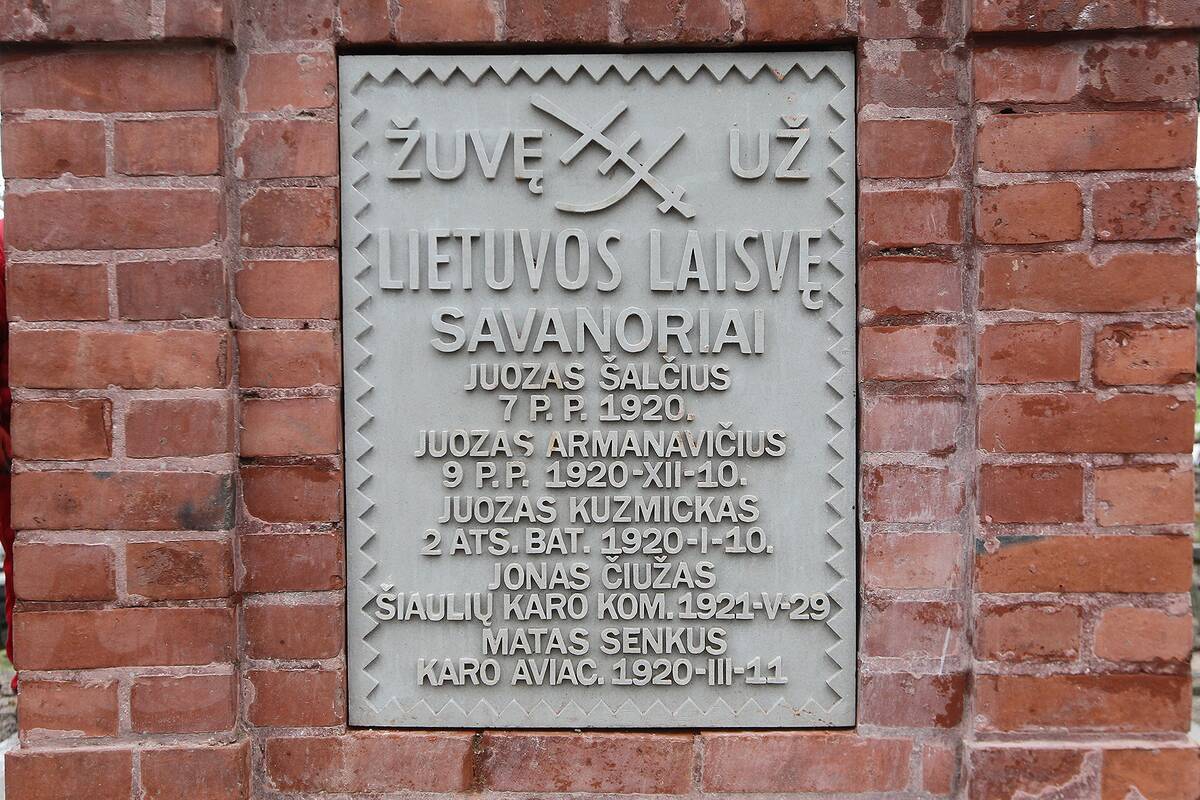 ŽUVĘ UŽ
LIETUVOS LAISVĘ
SAVANORIAI
JUOZAS ŠALČIUS
7 P. P. 1920.
JUOZAS ARMANAVIČIUS
9 P.P. 1920-XII-10.
JUOZAS KUZMICKAS
2 ATS. BAT. 1920-I-10.
JONAS ČIUŽAS
ŠIAULIŲ KARO KOM. 1921-V-29
MATAS SENKUS
KARO AVIAC. 1920-III-11